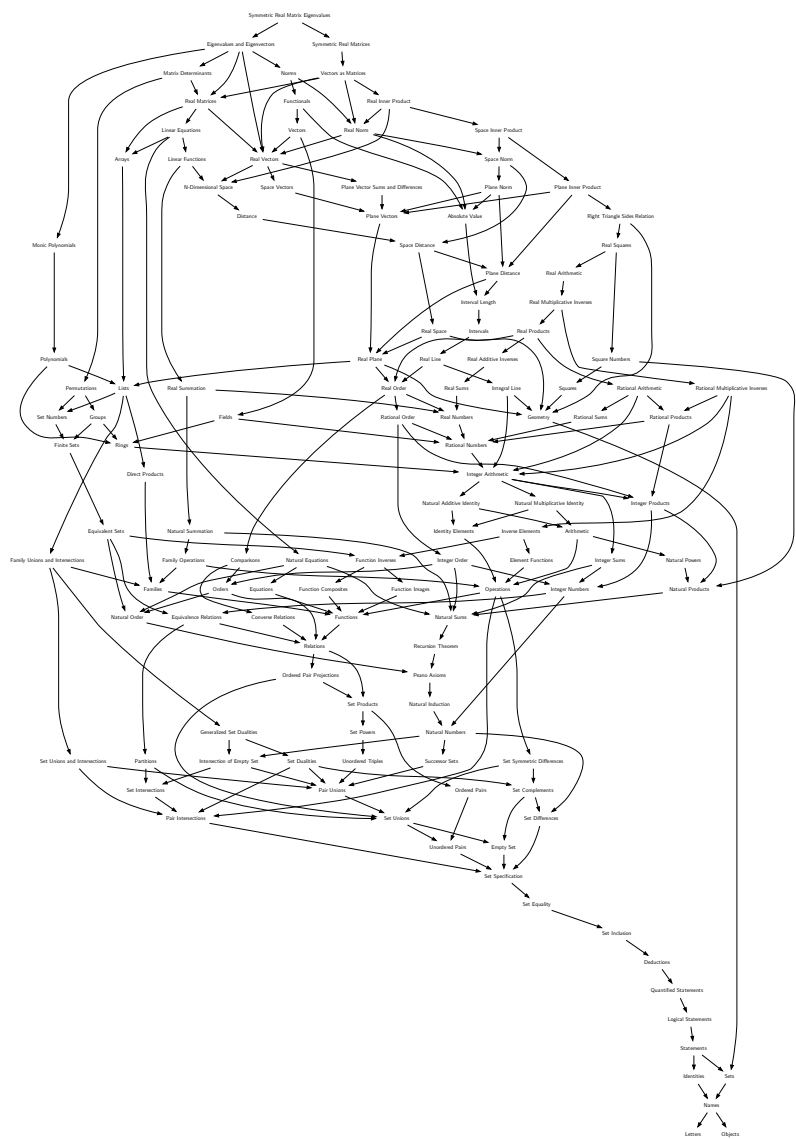 Symmetric Real Matrix Eigenvalues
Eigenvalues and Eigenvectors
Symmetric Real Matrices
Matrix Determinants
Norms
Vectors as Matrices
Real Matrices
Functionals
Real Inner Product
Linear Equations
Vectors
Real Norm
Space Inner Product
Arrays
Linear Functions
Real Vectors
Space Norm
N-Dimensional Space
Space Vectors
Plane Vector Sums and Differences
Plane Norm
Plane Inner Product
Distance
Plane Vectors
Absolute Value
Right Triangle Sides Relation
Monic Polynomials
Space Distance
Real Squares
Plane Distance
Real Arithmetic
Interval Length
Real Multiplicative Inverses
Real Space
Intervals
Real Products
Polynomials
Real Plane
Real Line
Real Additive Inverses
Square Numbers
Permutations
Lists
Real Summation
Real Order
Real Sums
Integral Line
Squares
Rational Arithmetic
Rational Multiplicative Inverses
Set Numbers
Groups
Fields
Rational Order
Real Numbers
Geometry
Rational Sums
Rational Products
Finite Sets
Rings
Rational Numbers
Direct Products
Integer Arithmetic
Natural Additive Identity
Natural Multiplicative Identity
Integer Products
Equivalent Sets
Natural Summation
Identity Elements
Inverse Elements
Arithmetic
Family Unions and Intersections
Family Operations
Comparisons
Natural Equations
Function Inverses
Integer Order
Element Functions
Integer Sums
Natural Powers
Families
Orders
Equations
Function Composites
Function Images
Operations
Integer Numbers
Natural Products
Natural Order
Equivalence Relations
Converse Relations
Functions
Natural Sums
Relations
Recursion Theorem
Ordered Pair Projections
Peano Axioms
Set Products
Natural Induction
Generalized Set Dualities
Set Powers
Natural Numbers
Set Unions and Intersections
Partitions
Intersection of Empty Set
Set Dualities
Unordered Triples
Successor Sets
Set Symmetric Differences
Set Intersections
Pair Unions
Ordered Pairs
Set Complements
Pair Intersections
Set Unions
Set Differences
Unordered Pairs
Empty Set
Set Specification
Set Equality
Set Inclusion
Deductions
Quantified Statements
Logical Statements
Statements
Identities
Sets
Names
Letters
Objects